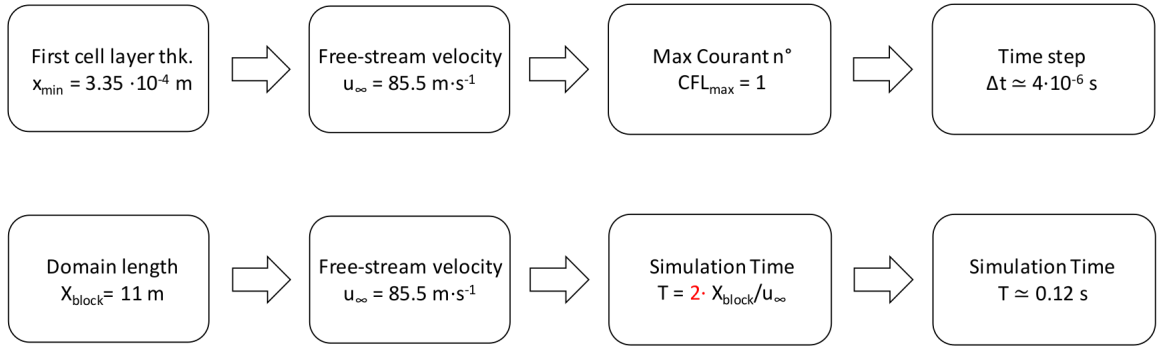 First cell layer thk.
xmin = 3.35 ·10-4 m
Free-stream velocity
u∞ = 85.5 m·s-1
Max Courant n°
CFLmax = 1
Time step
Δt ≃ 4·10-6 s
Domain length
Xblock= 11 m
Free-stream velocity
u∞ = 85.5 m·s-1
Simulation Time
T = 2· Xblock/u∞
Simulation Time
T ≃ 0.12 s